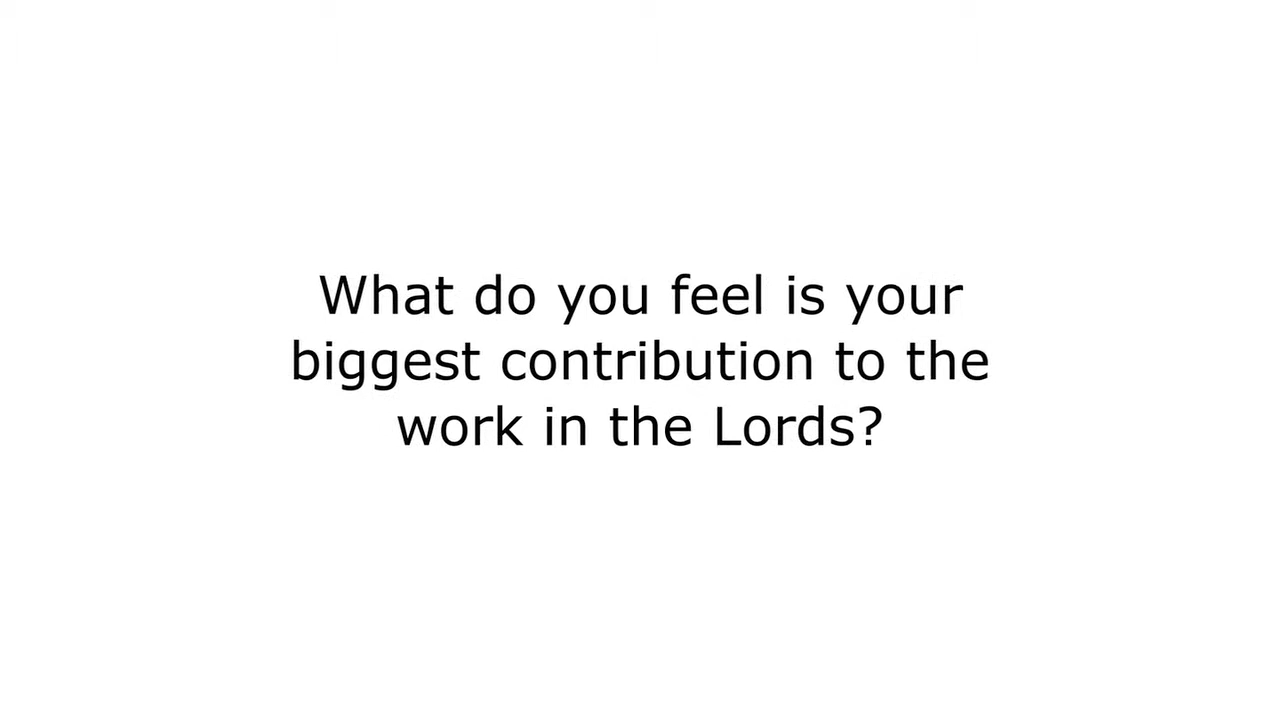 What do you feel is your
biggest contribution to the
work in the Lords?